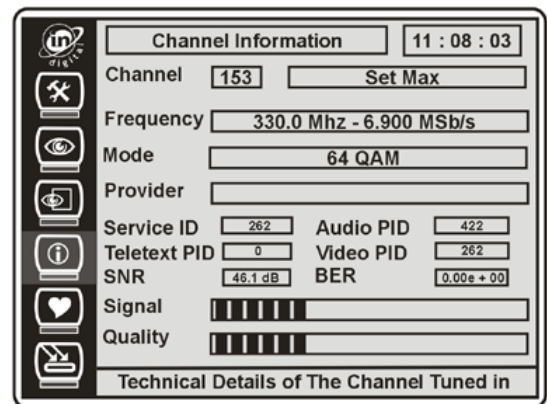 in
digital
Channel Information 11 : 08 : 03
Channel 153 Set Max
Frequency 330.0 Mhz - 6.900 MSb/s
Mode 64 QAM
Provider
Service ID 262 Audio PID 422
Teletext PID 0 Video PID 262
SNR 46.1 dB BER 0.00e + 00
Signal
Quality
Technical Details of The Channel Tuned in